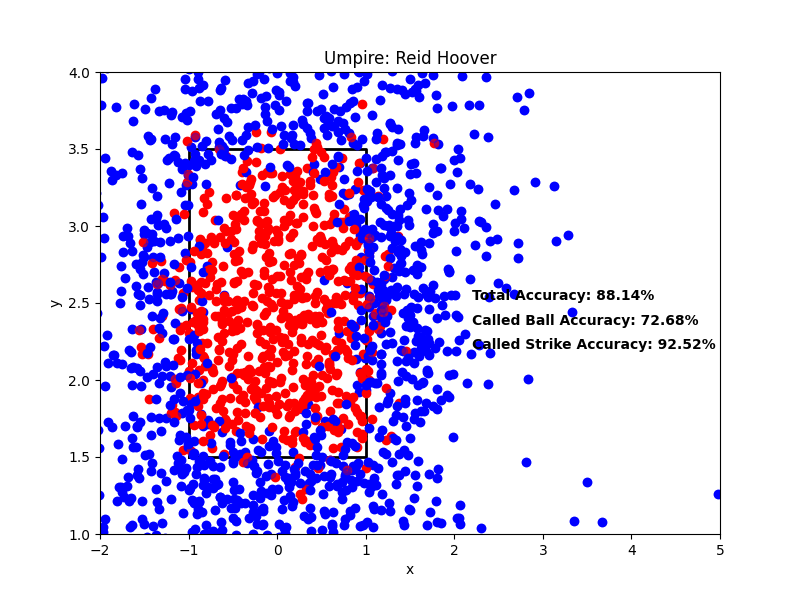 Umpire: Reid Hoover
4.0
3.5
3.0
2.5
2.0
1.5
1.0
y
Total Accuracy: 88.14%
Called Ball Accuracy: 72.68%
Called Strike Accuracy: 92.52%
−2 −1 0 1 2 3 4 5
x